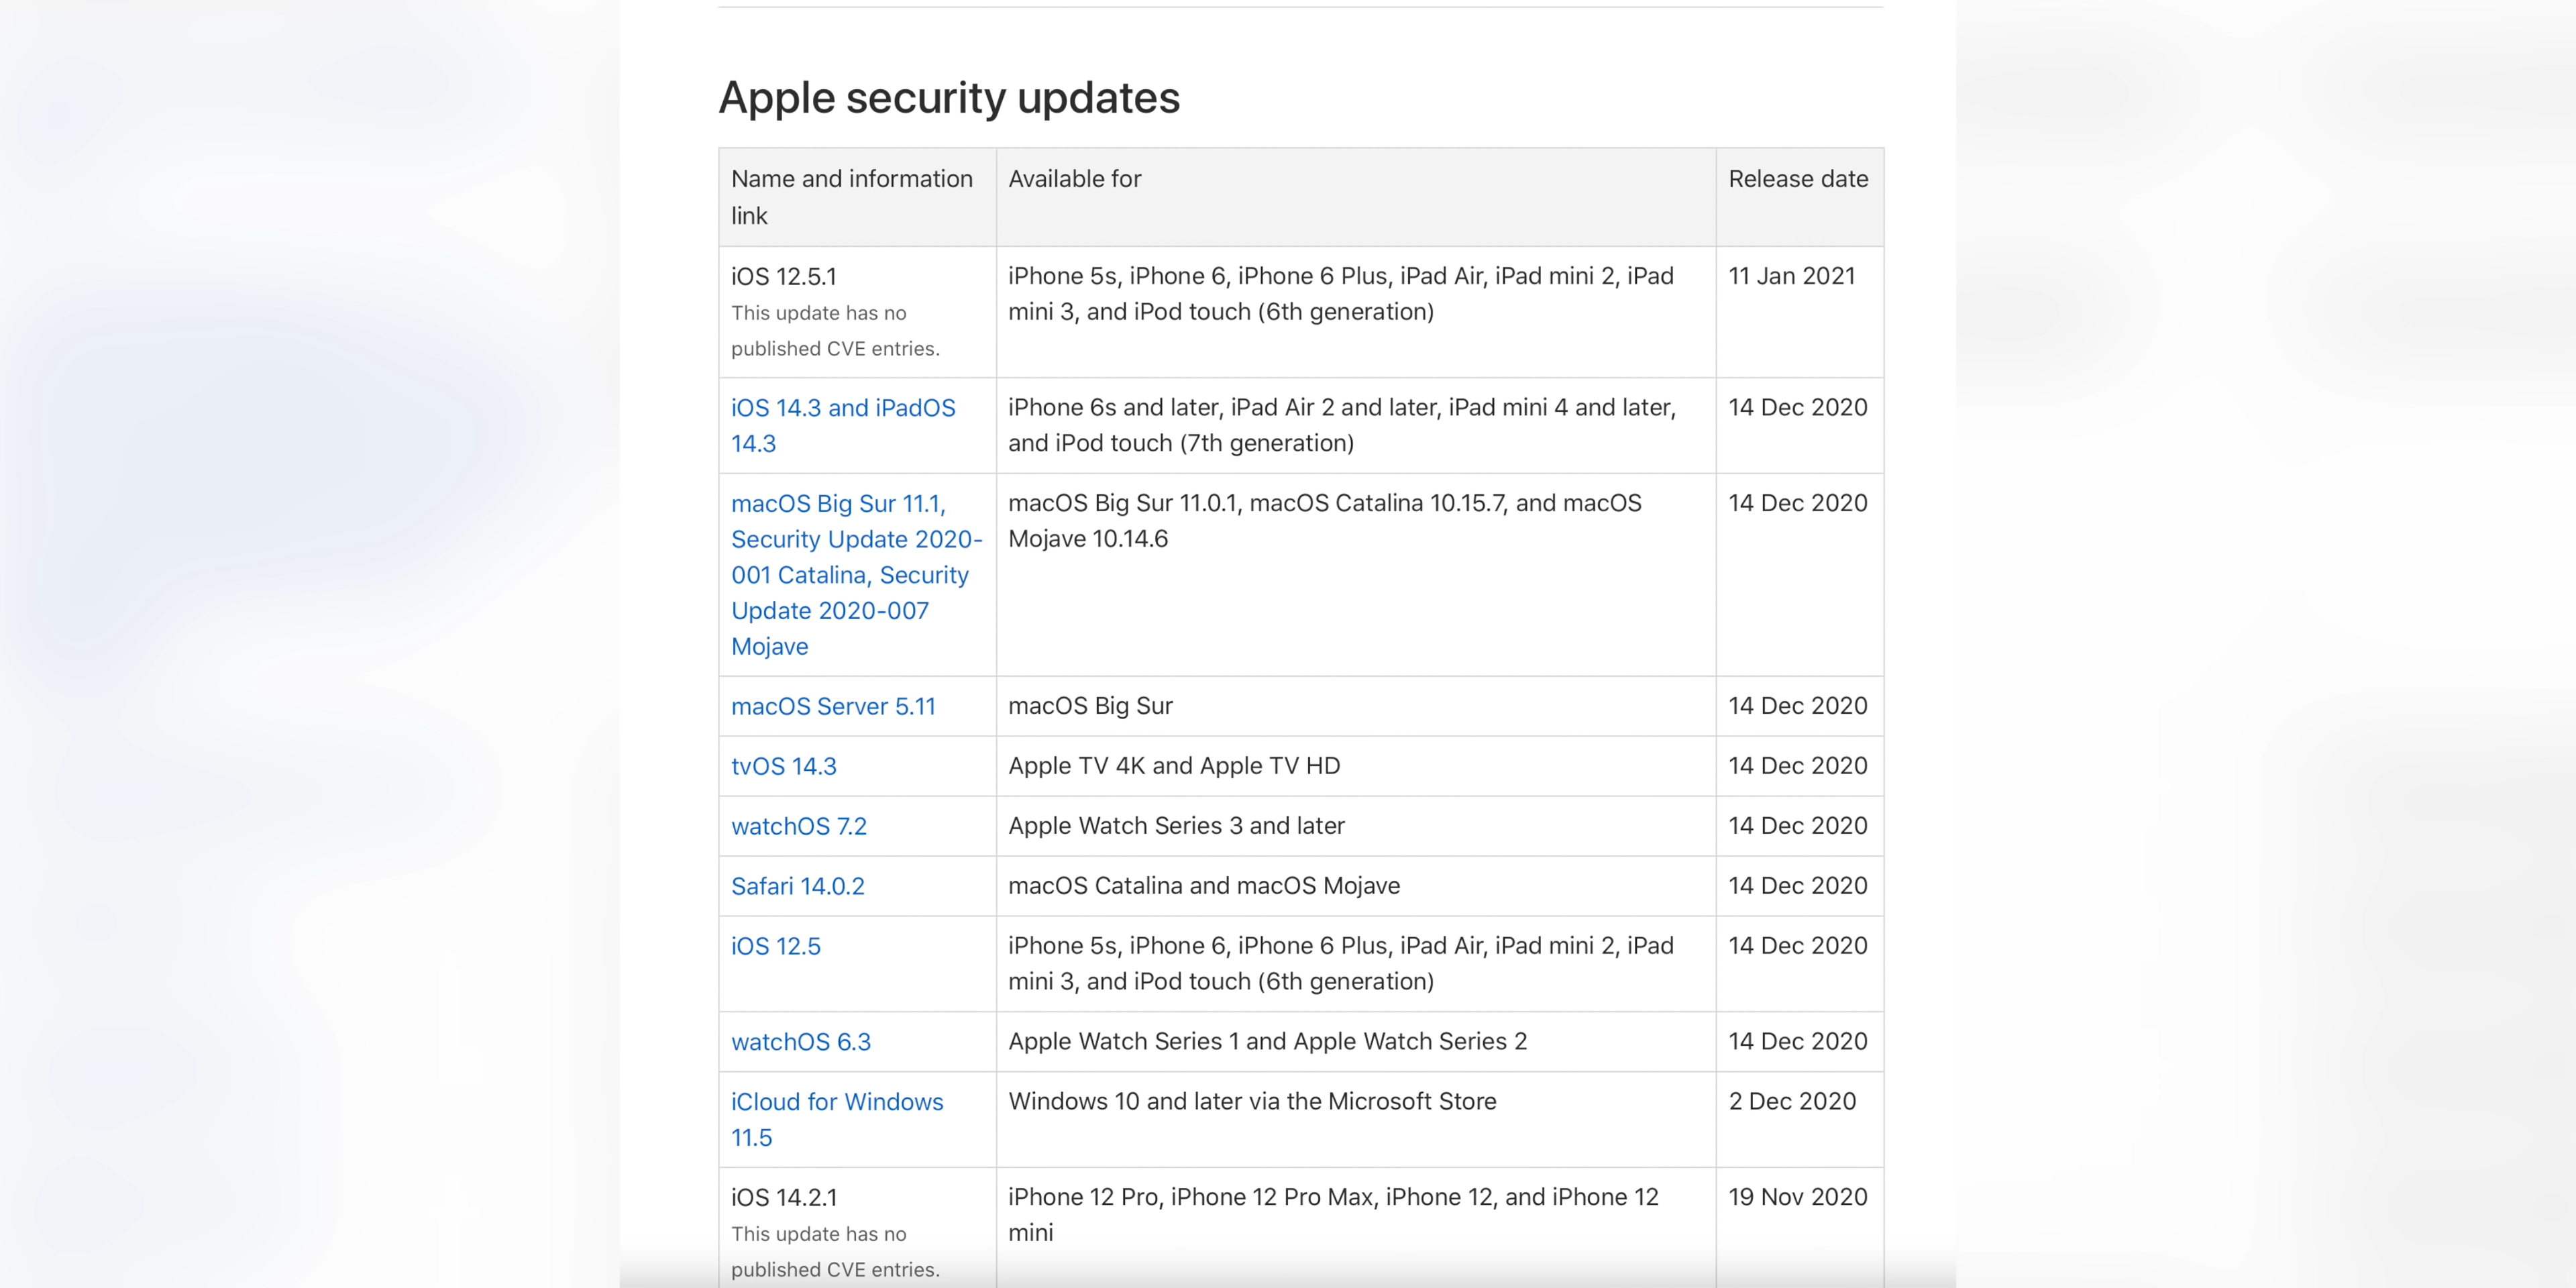 Apple security updates
Name and information
link
Available for
Release date
iOS 12.5.1
This update has no
published CVE entries.
iPhone 5s, iPhone 6, iPhone 6 Plus, iPad Air, iPad mini 2, iPad
mini 3, and iPod touch (6th generation)
11 Jan 2021
iOS 14.3 and iPadOS
14.3
iPhone 6s and later, iPad Air 2 and later, iPad mini 4 and later,
and iPod touch (7th generation)
14 Dec 2020
macOS Big Sur 11.1,
Security Update 2020-
001 Catalina, Security
Update 2020-007
Mojave
macOS Big Sur 11.0.1, macOS Catalina 10.15.7, and macOS
Mojave 10.14.6
14 Dec 2020
macOS Server 5.11
macOS Big Sur
14 Dec 2020
tvOS 14.3
Apple TV 4K and Apple TV HD
14 Dec 2020
watchOS 7.2
Apple Watch Series 3 and later
14 Dec 2020
Safari 14.0.2
macOS Catalina and macOS Mojave
14 Dec 2020
iOS 12.5
iPhone 5s, iPhone 6, iPhone 6 Plus, iPad Air, iPad mini 2, iPad
mini 3, and iPod touch (6th generation)
14 Dec 2020
watchOS 6.3
Apple Watch Series 1 and Apple Watch Series 2
14 Dec 2020
iCloud for Windows
11.5
Windows 10 and later via the Microsoft Store
2 Dec 2020
iOS 14.2.1
This update has no
published CVE entries.
iPhone 12 Pro, iPhone 12 Pro Max, iPhone 12, and iPhone 12
mini
19 Nov 2020